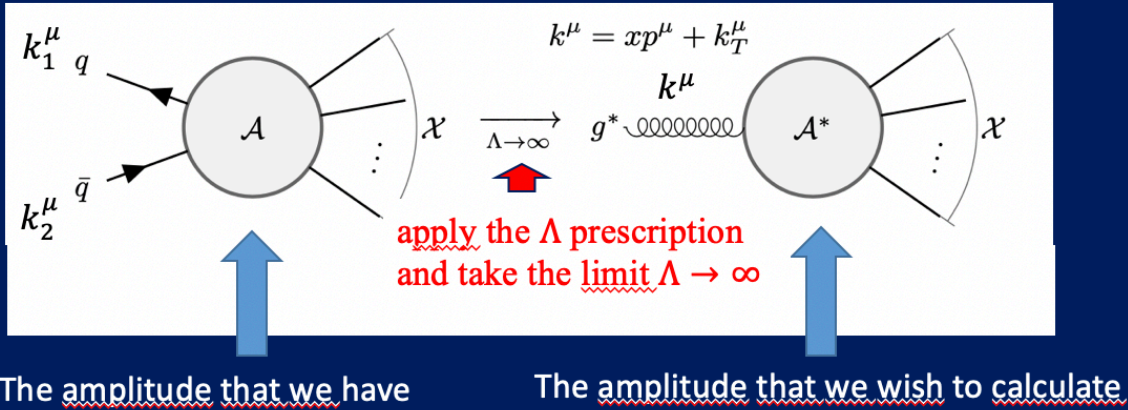 k₁^μ q
k^μ = xp^μ + k_T^μ
k^μ
𝒜
𝒳
Λ→∞
g*
𝒜*
𝒳
k₂^μ q̄
apply the Λ prescription
and take the limit Λ → ∞
The amplitude that we have
The amplitude that we wish to calculate